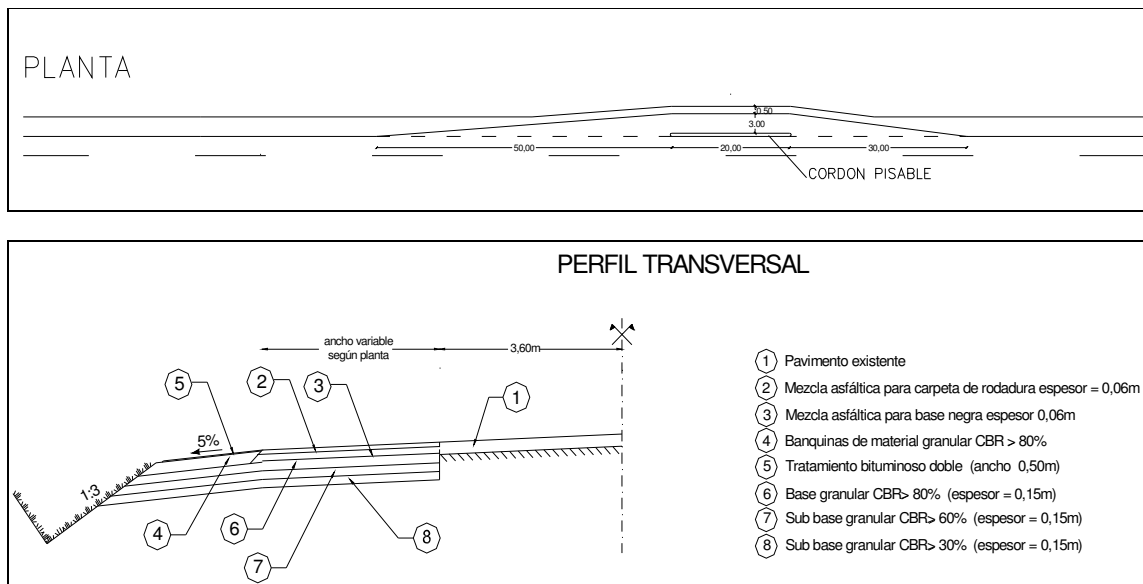 PLANTA
0.50
3.00
50,00
20,00
30,00
CORDON PISABLE
PERFIL TRANSVERSAL
ancho variable
según planta
3,60m
5%
1:3
5
2
3
1
4
6
7
8
1 Pavimento existente
2 Mezcla asfáltica para carpeta de rodadura espesor = 0,06m
3 Mezcla asfáltica para base negra espesor 0,06m
4 Banquinas de material granular CBR > 80%
5 Tratamiento bituminoso doble (ancho 0,50m)
6 Base granular CBR> 80% (espesor = 0,15m)
7 Sub base granular CBR> 60% (espesor = 0,15m)
8 Sub base granular CBR> 30% (espesor = 0,15m)